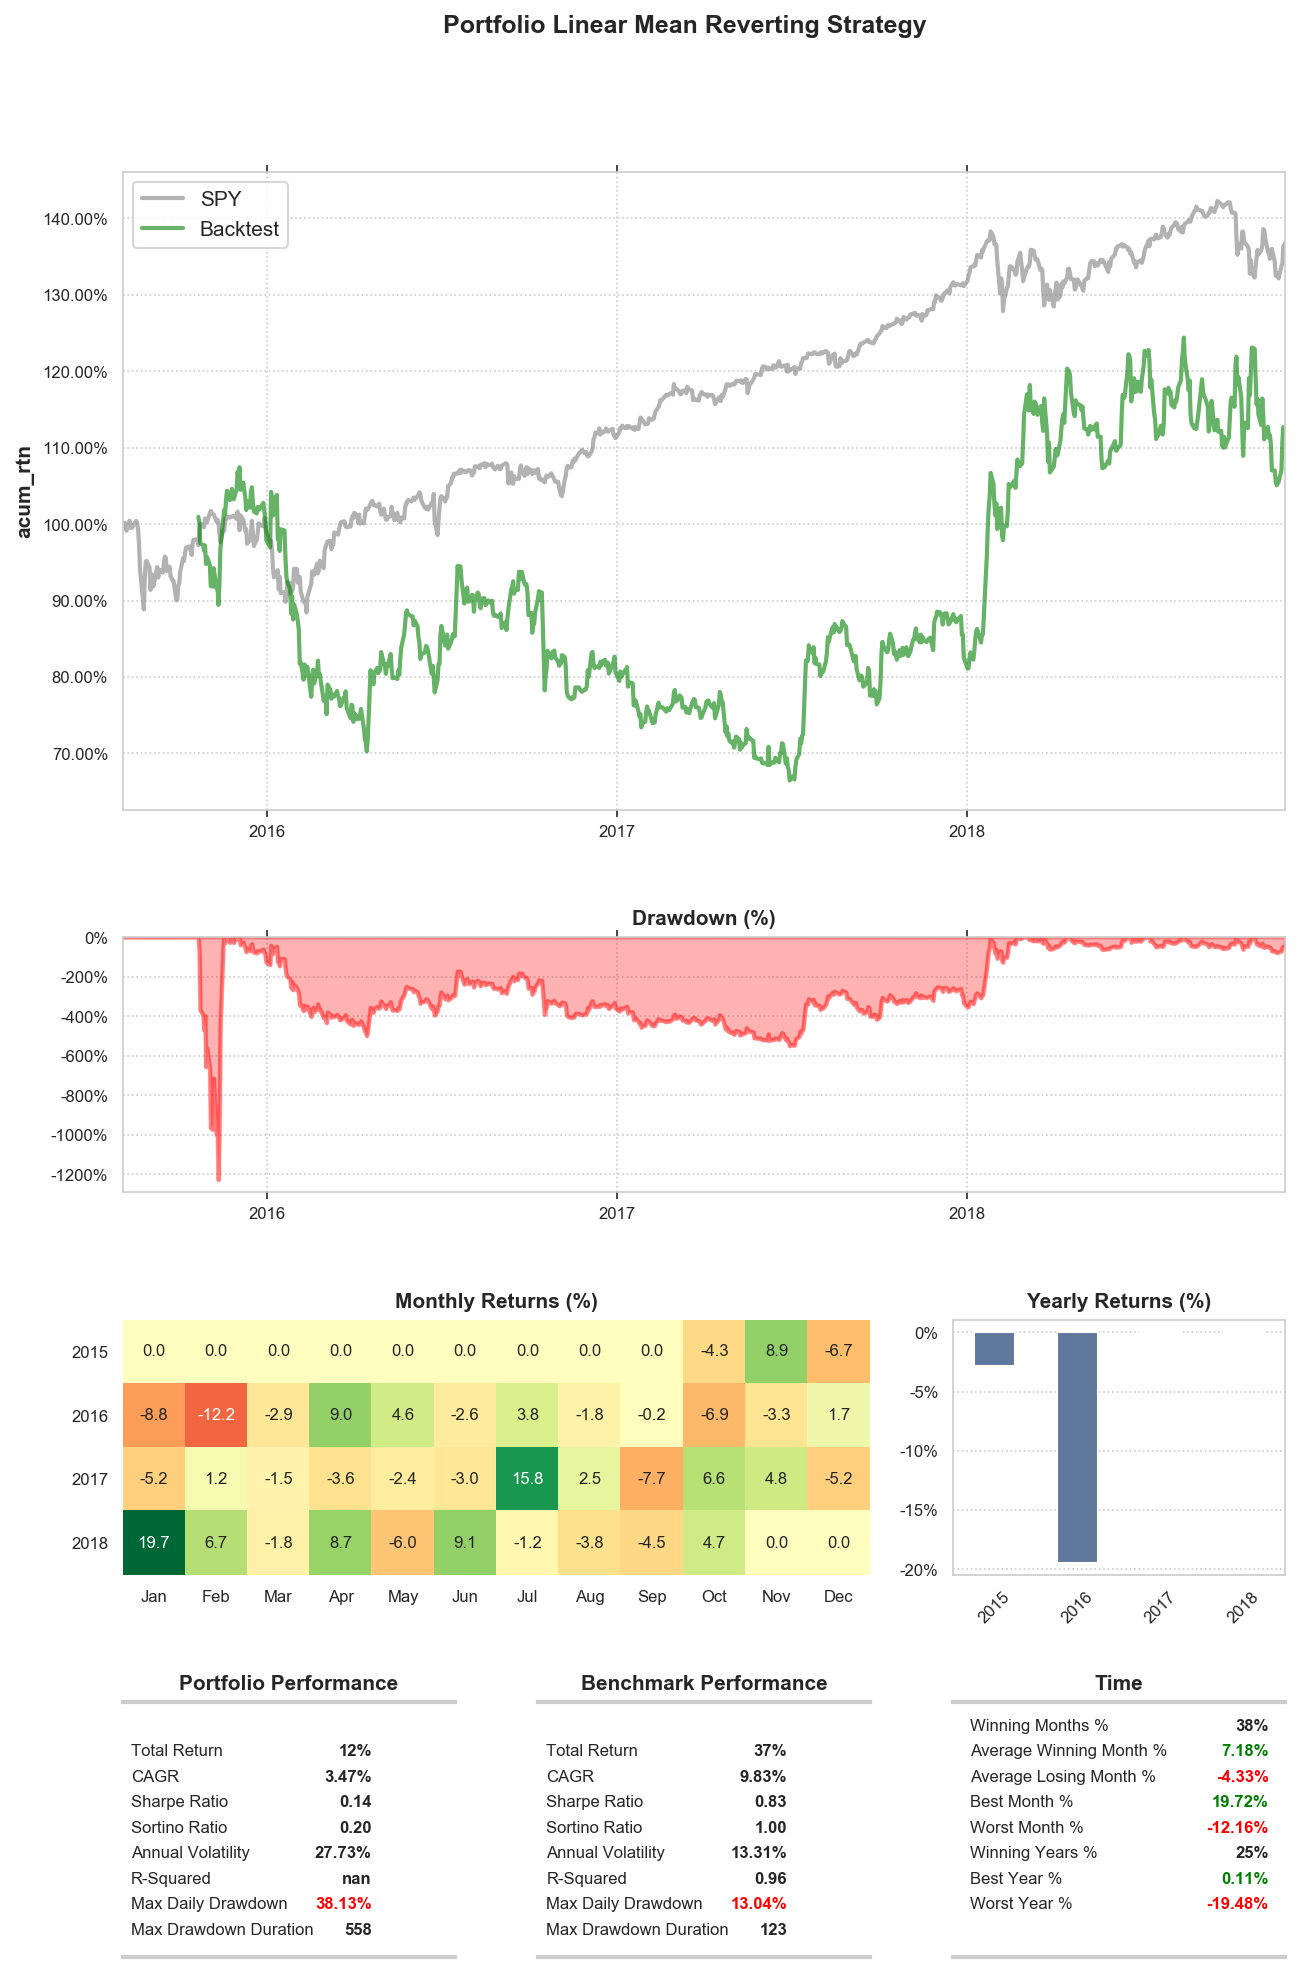 Portfolio Linear Mean Reverting Strategy
SPY
Backtest
acum_rtn
140.00%
130.00%
120.00%
110.00%
100.00%
90.00%
80.00%
70.00%
2016 2017 2018
Drawdown (%)
0%
-200%
-400%
-600%
-800%
-1000%
-1200%
2016 2017 2018
Monthly Returns (%)
2015 0.0 0.0 0.0 0.0 0.0 0.0 0.0 0.0 0.0 -4.3 8.9 -6.7
2016 -8.8 -12.2 -2.9 9.0 4.6 -2.6 3.8 -1.8 -0.2 -6.9 -3.3 1.7
2017 -5.2 1.2 -1.5 -3.6 -2.4 -3.0 15.8 2.5 -7.7 6.6 4.8 -5.2
2018 19.7 6.7 -1.8 8.7 -6.0 9.1 -1.2 -3.8 -4.5 4.7 0.0 0.0
Jan Feb Mar Apr May Jun Jul Aug Sep Oct Nov Dec
Yearly Returns (%)
0%
-5%
-10%
-15%
-20%
2015 2016 2017 2018
Portfolio Performance
Total Return 12%
CAGR 3.47%
Sharpe Ratio 0.14
Sortino Ratio 0.20
Annual Volatility 27.73%
R-Squared nan
Max Daily Drawdown 38.13%
Max Drawdown Duration 558
Benchmark Performance
Total Return 37%
CAGR 9.83%
Sharpe Ratio 0.83
Sortino Ratio 1.00
Annual Volatility 13.31%
R-Squared 0.96
Max Daily Drawdown 13.04%
Max Drawdown Duration 123
Time
Winning Months % 38%
Average Winning Month % 7.18%
Average Losing Month % -4.33%
Best Month % 19.72%
Worst Month % -12.16%
Winning Years % 25%
Best Year % 0.11%
Worst Year % -19.48%